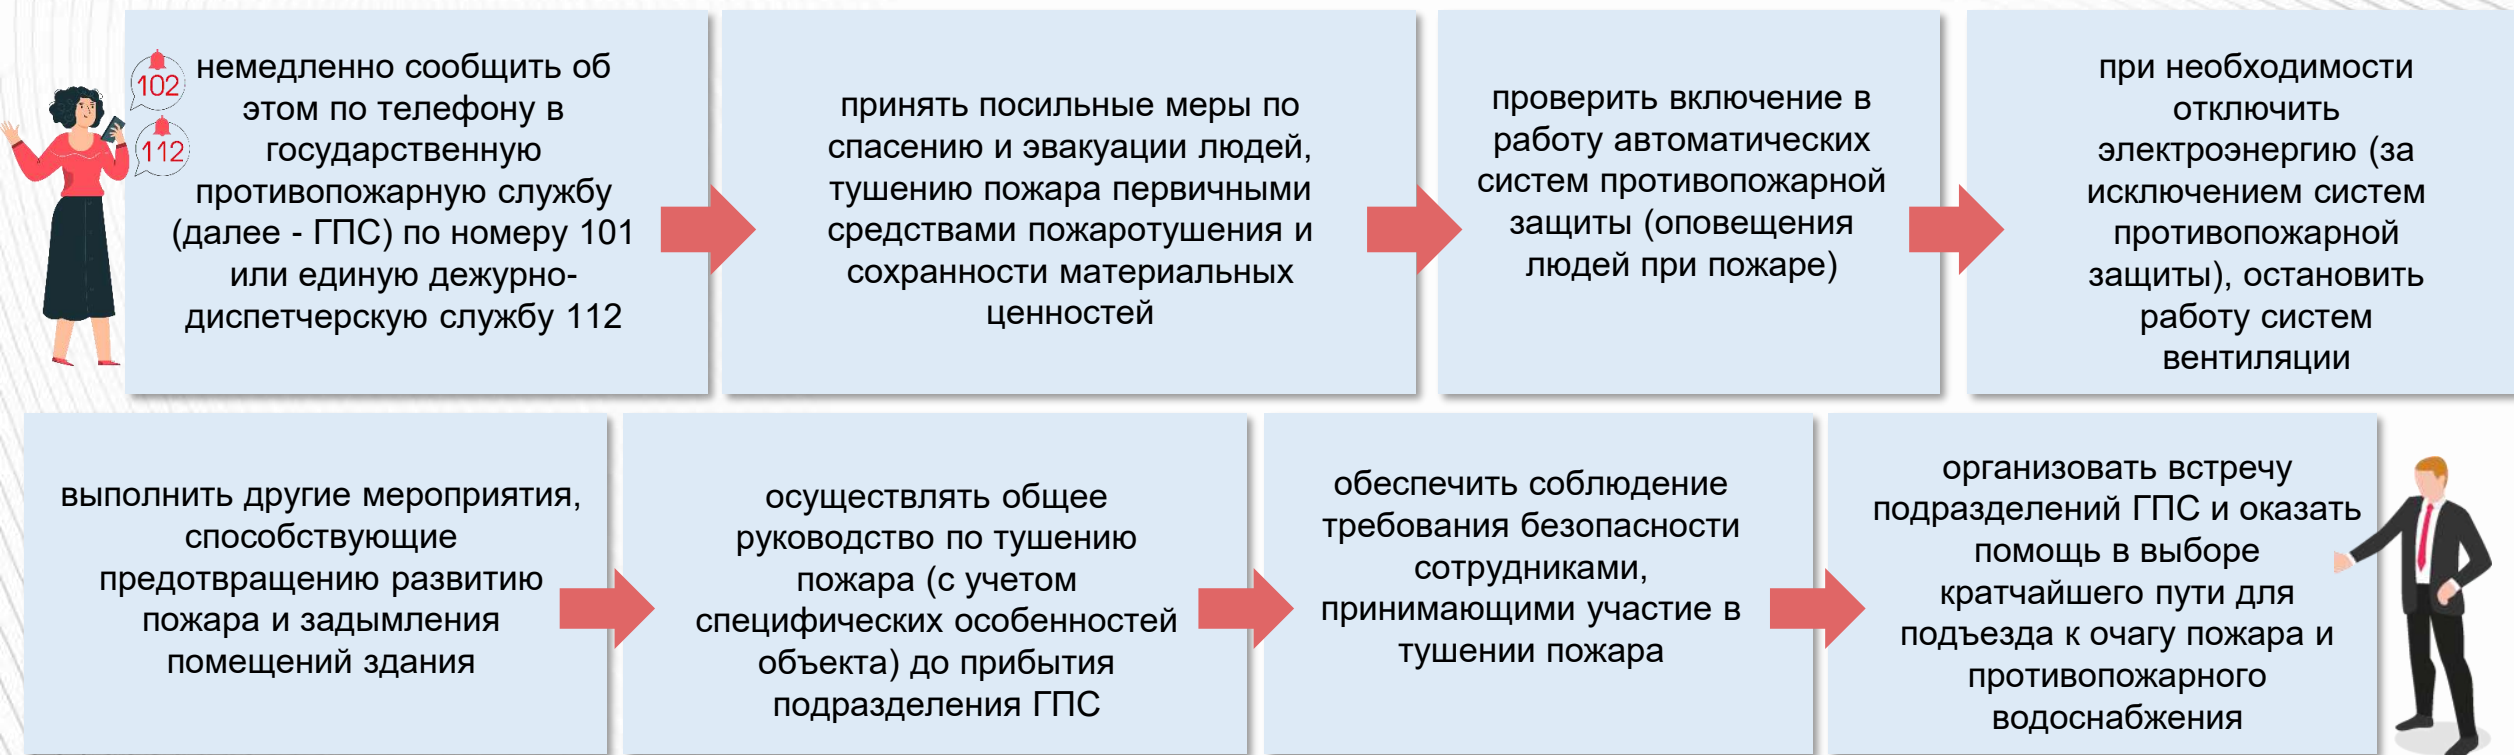 102
112
немедленно сообщить об
этом по телефону в
государственную
противопожарную службу
(далее - ГПС) по номеру 101
или единую дежурно-
диспетчерскую службу 112
принять посильные меры по
спасению и эвакуации людей,
тушению пожара первичными
средствами пожаротушения и
сохранности материальных
ценностей
проверить включение в
работу автоматических
систем противопожарной
защиты (оповещения
людей при пожаре)
при необходимости
отключить
электроэнергию (за
исключением систем
противопожарной
защиты), остановить
работу систем
вентиляции
выполнить другие мероприятия,
способствующие
предотвращению развитию
пожара и задымления
помещений здания
осуществлять общее
руководство по тушению
пожара (с учетом
специфических особенностей
объекта) до прибытия
подразделения ГПС
обеспечить соблюдение
требования безопасности
сотрудниками,
принимающими участие в
тушении пожара
организовать встречу
подразделений ГПС и оказать
помощь в выборе
кратчайшего пути для
подъезда к очагу пожара и
противопожарного
водоснабжения